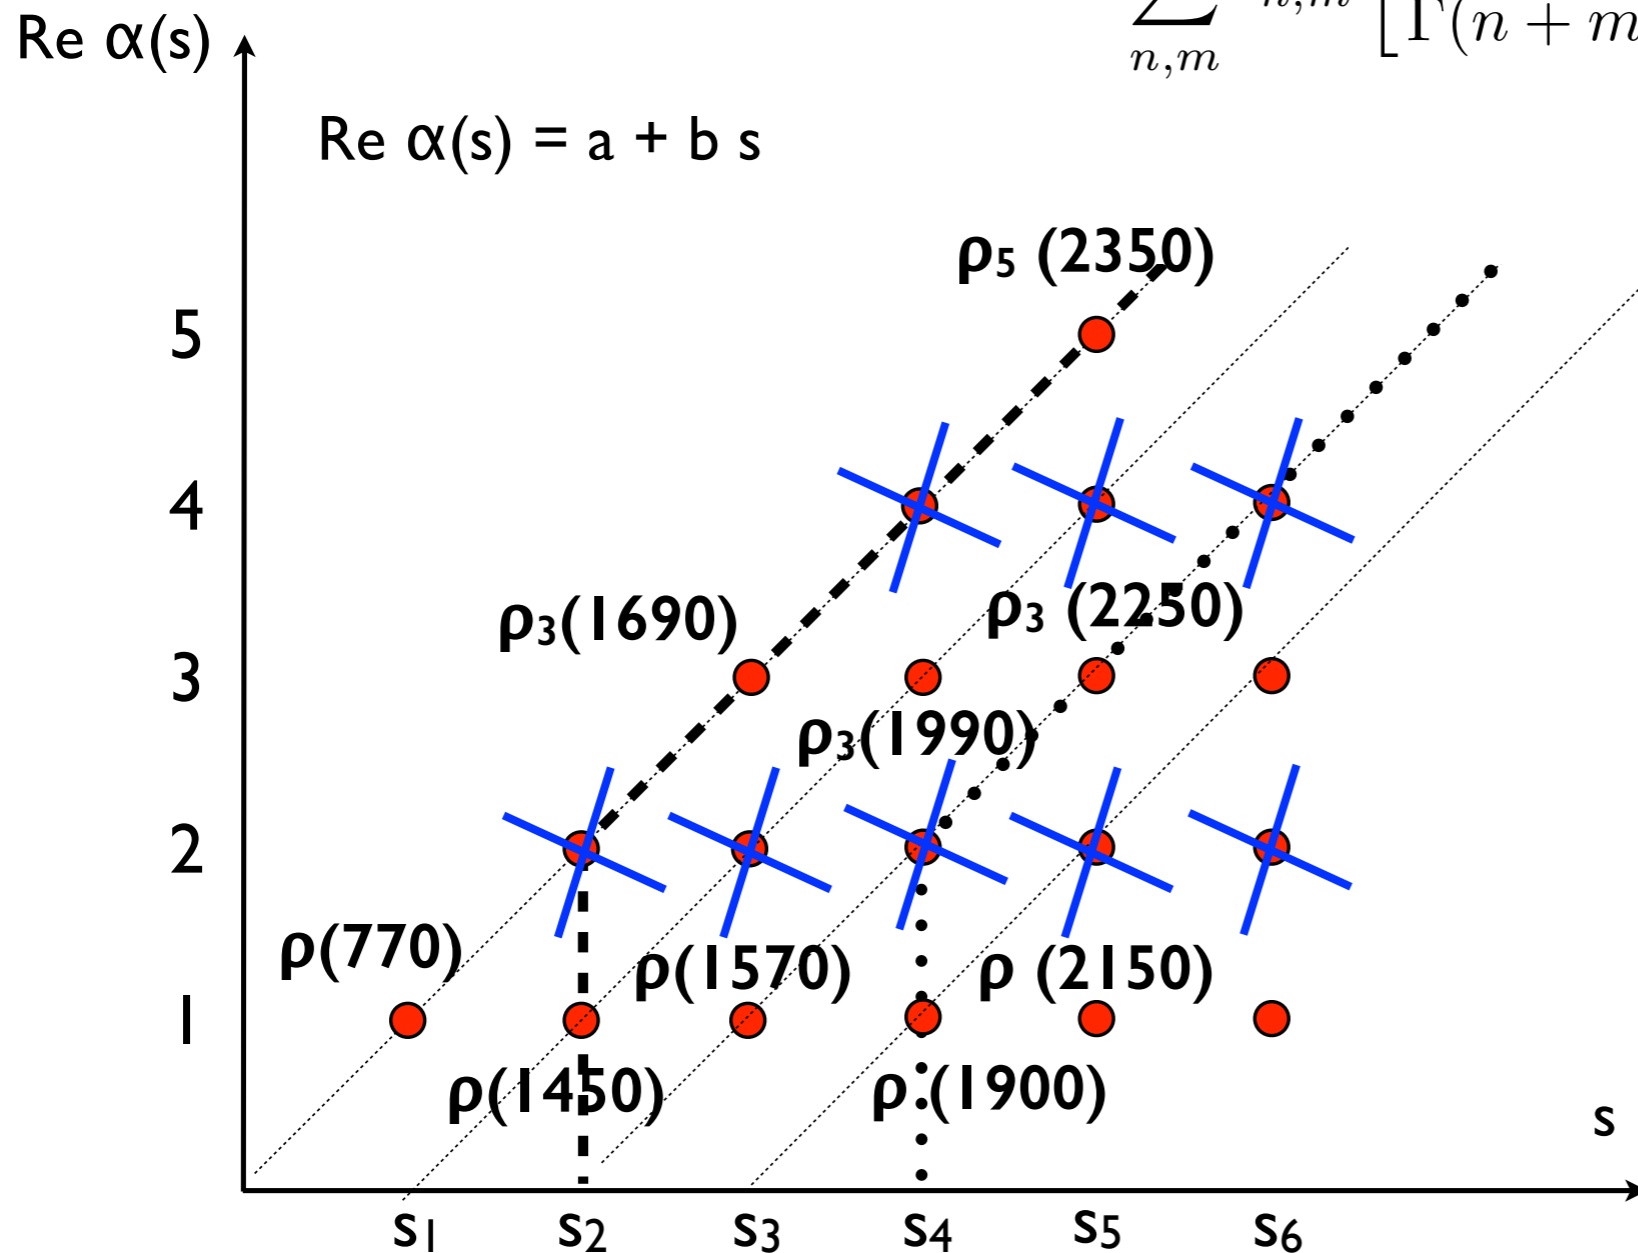 ∑ n,m [Γ(n + m
n,m
Re α(s)
Re α(s) = a + b s
ρ₅ (2350)
5
4
ρ₃(1690)
ρ₃ (2250)
3
ρ₃(1990)
2
ρ(770)
ρ(1570)
ρ (2150)
1
ρ(1450)
ρ (1900)
s
s₁ s₂ s₃ s₄ s₅ s₆